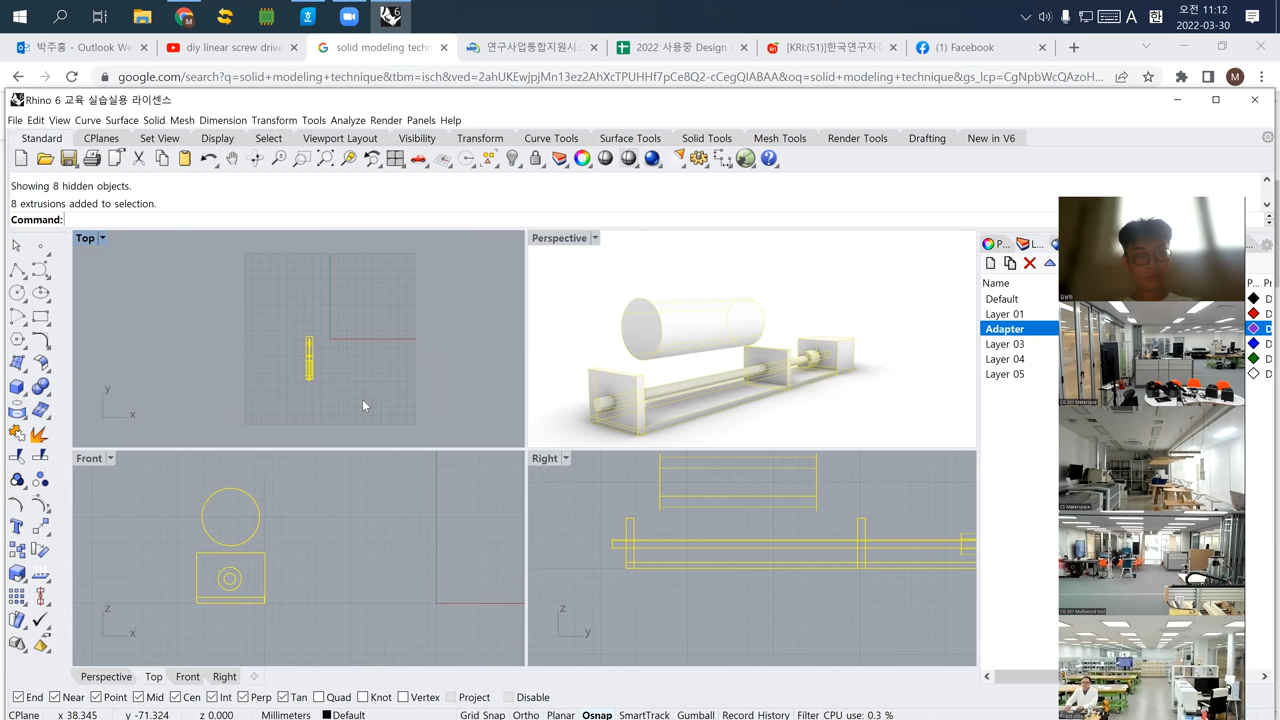 6
A
한
오전 11:12
2022-03-30
박주홍 - Outlook We
diy linear screw drive
solid modeling techn
연구사업통합지원시스
2022 사용중 Design
[KRI:(51)]한국연구자
(1) Facebook
google.com/search?q=solid+modeling+technique&tbm=isch&ved=2ahUKEwjpjMn13ez2AhXcTPUHHf7pCe8Q2-cCegQIABAA&oq=solid+modeling+technique&gs_lcp=CgNpbWcQAzoH...
M
Rhino 6 교육 실습실용 라이센스
File Edit View Curve Surface Solid Mesh Dimension Transform Tools Analyze Render Panels Help
Standard CPlanes Set View Display Select Viewport Layout Visibility Transform Curve Tools Surface Tools Solid Tools Mesh Tools Render Tools Drafting New in V6
Showing 8 hidden objects.
8 extrusions added to selection.
Command:
Top
Perspective
P...
L...
Name
P... P
Default
Layer 01
Adapter
Layer 03
Layer 04
Layer 05
D
D
D
D
D
D
y
x
Front
Right
z
x
z
y
Perspective Top Front Right
End Near Point Mid Cen Int Perp Tan Quad Knot Vertex Project Disable
CPlane x 38.345 y -71.324 z 0.000 Millimeters Default Grid Snap Ortho Planar Osnap SmartTrack Gumball Record History Filter CPU use: 0.3 %